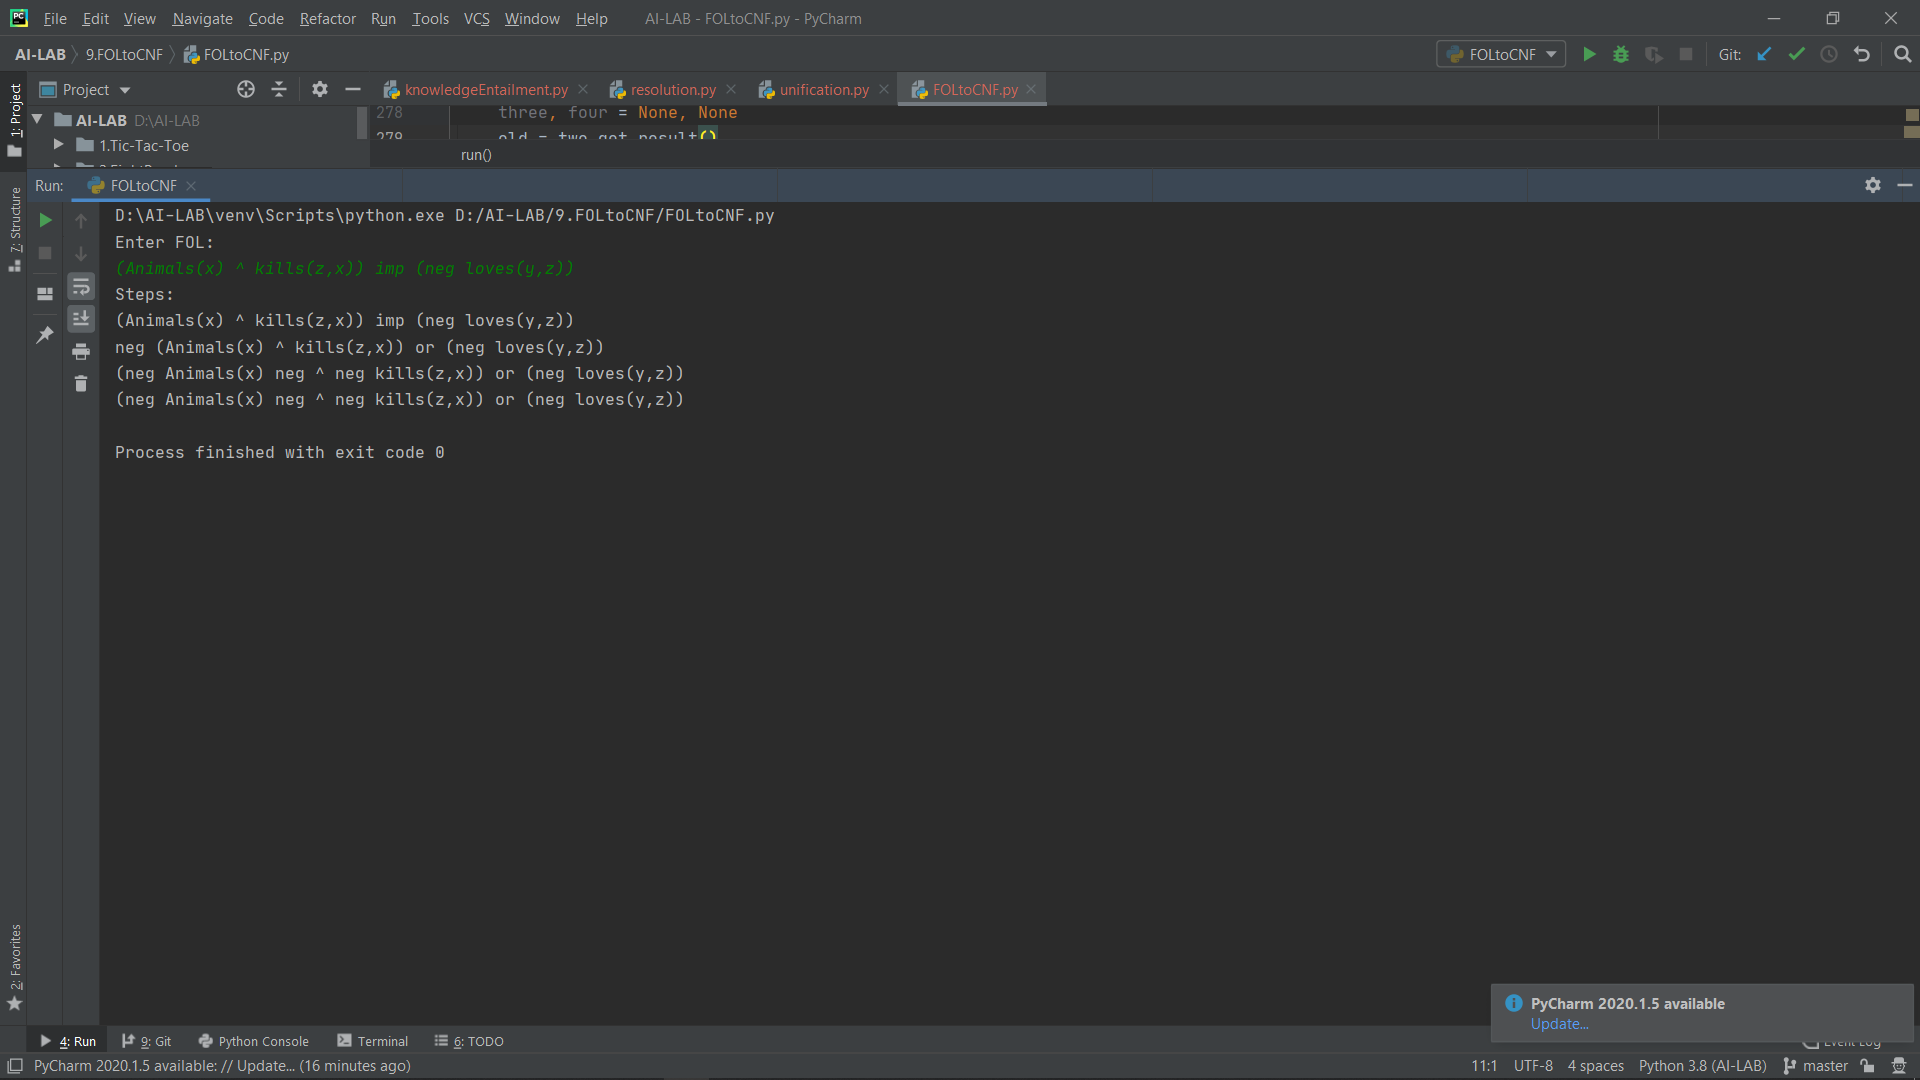 File Edit View Navigate Code Refactor Run Tools VCS Window Help AI-LAB - FOLtoCNF.py - PyCharm
AI-LAB 9.FOLtoCNF FOLtoCNF.py FOLtoCNF Git:
Project knowledgeEntailment.py resolution.py unification.py FOLtoCNF.py
1: Project
AI-LAB D:\AI-LAB
1.Tic-Tac-Toe
278 three, four = None, None
279 old = two.get_result()
run()
Run: FOLtoCNF
7: Structure
D:\AI-LAB\venv\Scripts\python.exe D:/AI-LAB/9.FOLtoCNF/FOLtoCNF.py
Enter FOL:
(Animals(x) ^ kills(z,x)) imp (neg loves(y,z))
Steps:
(Animals(x) ^ kills(z,x)) imp (neg loves(y,z))
neg (Animals(x) ^ kills(z,x)) or (neg loves(y,z))
(neg Animals(x) neg ^ neg kills(z,x)) or (neg loves(y,z))
(neg Animals(x) neg ^ neg kills(z,x)) or (neg loves(y,z))
Process finished with exit code 0
2: Favorites
PyCharm 2020.1.5 available
Update...
4: Run 9: Git Python Console Terminal 6: TODO Event Log
PyCharm 2020.1.5 available: // Update... (16 minutes ago) 11:1 UTF-8 4 spaces Python 3.8 (AI-LAB) master